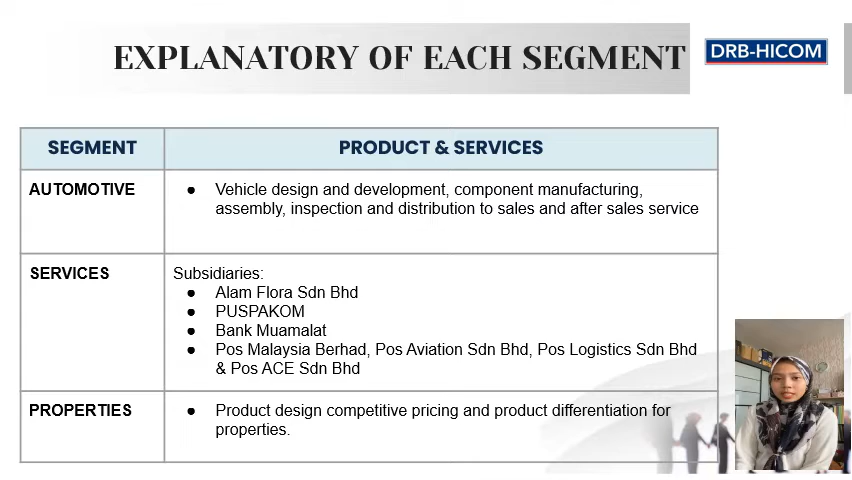 EXPLANATORY OF EACH SEGMENT
DRB-HICOM
SEGMENT
PRODUCT & SERVICES
AUTOMOTIVE
● Vehicle design and development, component manufacturing,
assembly, inspection and distribution to sales and after sales service
SERVICES
Subsidiaries:
● Alam Flora Sdn Bhd
● PUSPAKOM
● Bank Muamalat
● Pos Malaysia Berhad, Pos Aviation Sdn Bhd, Pos Logistics Sdn Bhd
& Pos ACE Sdn Bhd
PROPERTIES
● Product design competitive pricing and product differentiation for
properties.